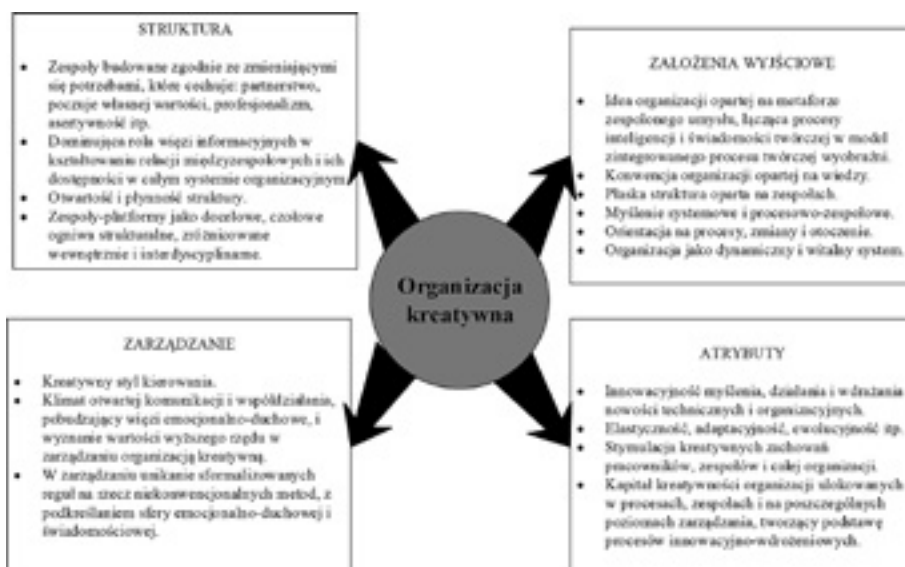 STRUKTURA
• Zespoły budowane zgodnie ze zmieniającymi
się potrzebami, które cechuje: partnerstwo,
poczuje własnej wartości, profesjonalizm,
asertywność itp.
• Dominująca rola więzi informacyjnych w
kształtowaniu relacji międzyzespołowych i ich
dostępności w całym systemie organizacyjnym
• Otwartość i płynność struktury.
• Zespoły-platformy jako docelowe, czołowe
ogniwa strukturalne, zróżnicowane
wewnętrznie i interdyscyplinarne.
ZAŁOŻENIA WYJŚCIOWE
• Idea organizacji opartej na metaforze
zespolonego umysłu, łącząca procesy
inteligencji i świadomości twórczej w model
zintegrowanego procesu twórczej wyobraźni.
• Konwencja organizacji opartej na wiedzy.
• Płaska struktura oparta na zespołach.
• Myślenie systemowe i procesowo-zespołowe.
• Orientacja na procesy, zmiany i otoczenie.
• Organizacja jako dynamiczny i witalny system.
Organizacja
kreatywna
ZARZĄDZANIE
• Kreatywny styl kierowania.
• Klimat otwartej komunikacji i współdziałania,
pobudzający więzi emocjonalno-duchowe, i
wyznanie wartości wyższego rzędu w
zarządzaniu organizacją kreatywną.
• W zarządzaniu unikanie sformalizowanych
reguł na rzecz niekonwencjonalnych metod, z
podkreślaniem sfery emocjonalno-duchowej i
świadomościowej.
ATRYBUTY
• Innowacyjność myślenia, działania i wdrażania
nowości technicznych i organizacyjnych.
• Elastyczność, adaptacyjność, ewolucyjność itp.
• Stymulacja kreatywnych zachowań
pracowników, zespołów i całej organizacji.
• Kapitał kreatywności organizacji ulokowanych
w procesach, zespołach i na poszczególnych
poziomach zarządzania, tworzący podstawę
procesów innowacyjno-wdrożeniowych.